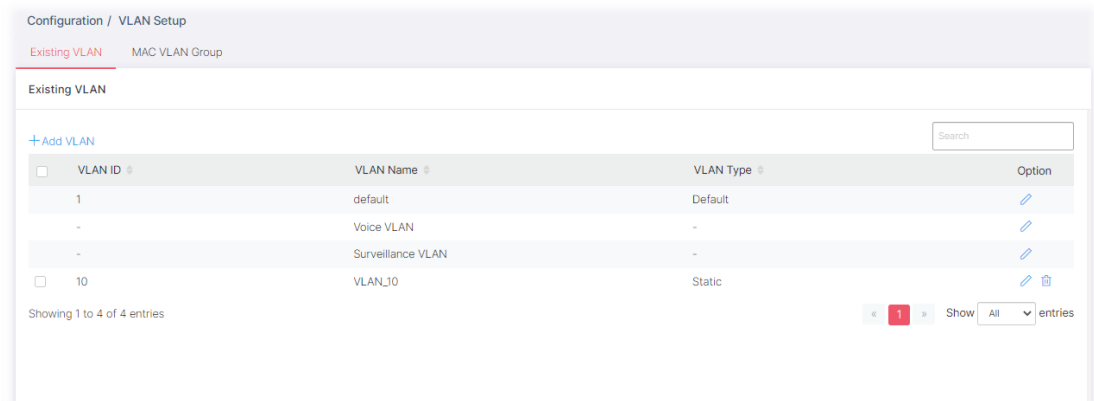 Configuration / VLAN Setup
Existing VLAN MAC VLAN Group
Existing VLAN
+Add VLAN Search
VLAN ID VLAN Name VLAN Type Option
1 default Default
- Voice VLAN -
- Surveillance VLAN -
10 VLAN_10 Static
Showing 1 to 4 of 4 entries « 1 » Show All entries